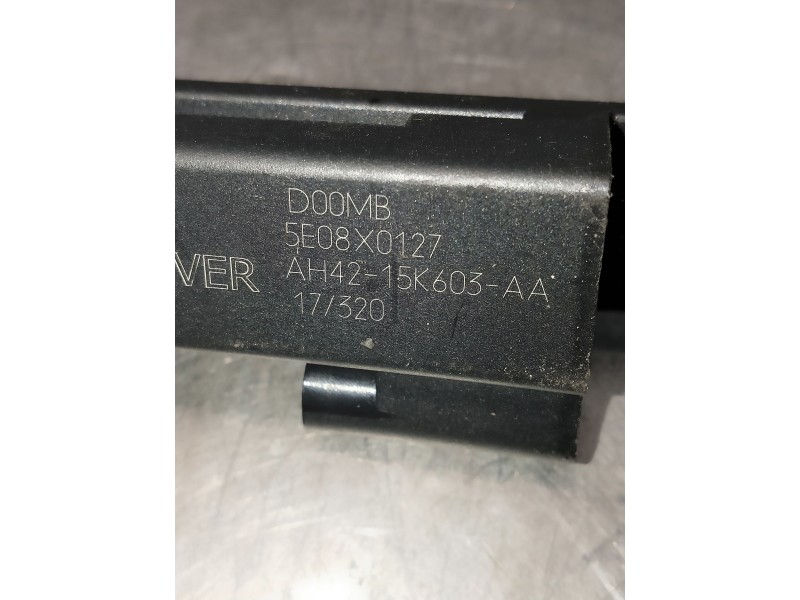 D00MB
5E08X0127
VER AH42-15K603-AA
17/320